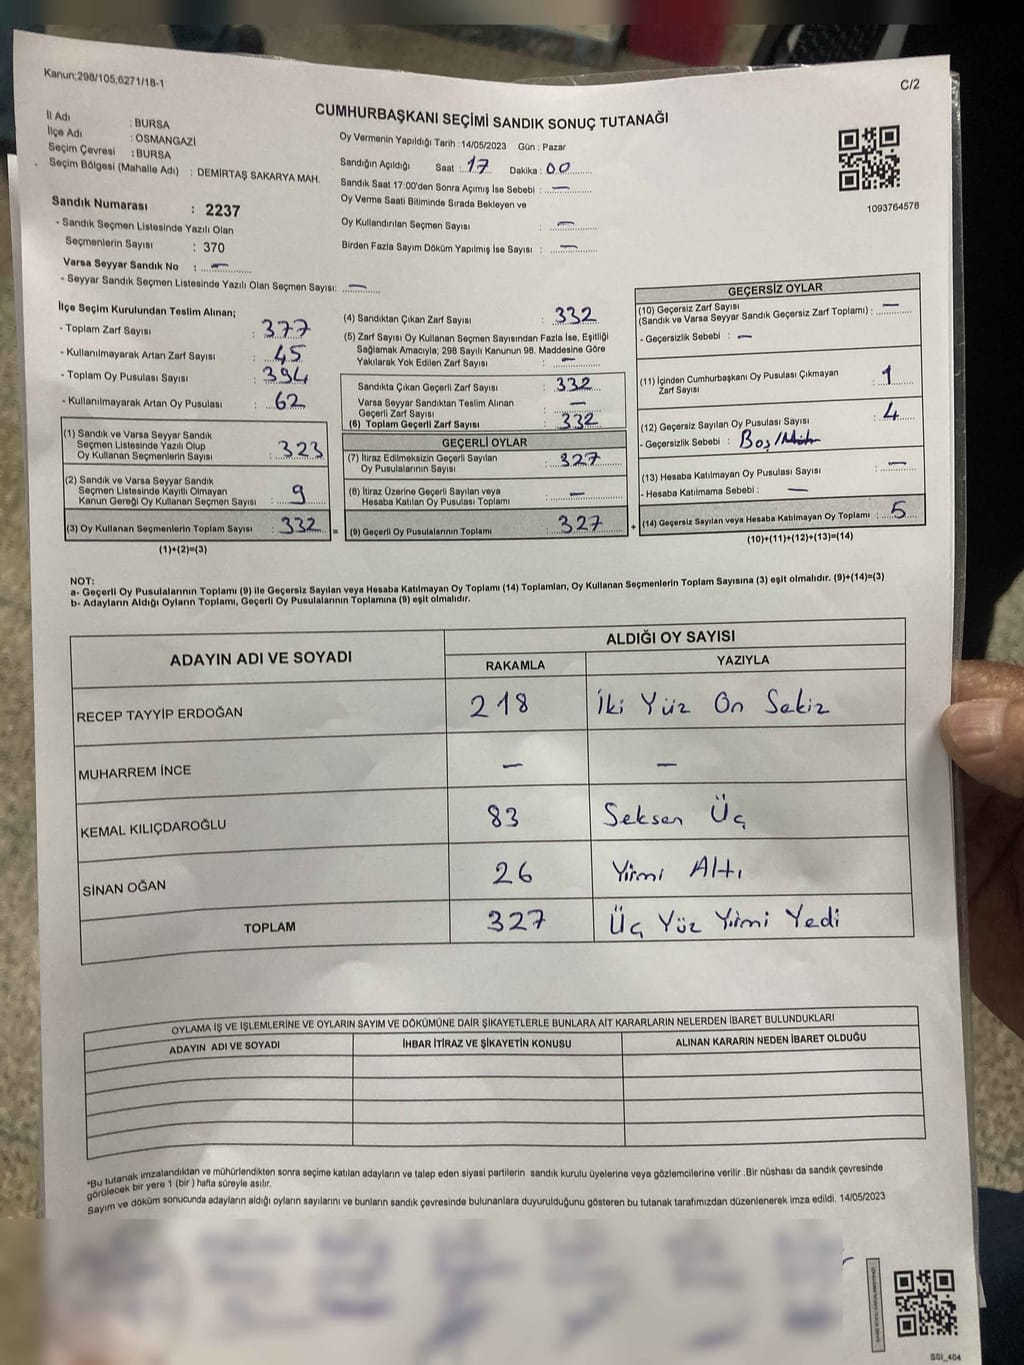 Kanun;298/105;6271/18-1
C/2
CUMHURBAŞKANI SEÇİMİ SANDIK SONUÇ TUTANAĞI
İl Adı : BURSA
İlçe Adı : OSMANGAZİ
Seçim Çevresi : BURSA
Seçim Bölgesi (Mahalle Adı) : DEMİRTAŞ SAKARYA MAH.
Oy Vermenin Yapıldığı Tarih : 14/05/2023 Gün : Pazar
Sandığın Açıldığı Saat : 17 Dakika : 00
Sandık Saat 17:00'den Sonra Açımış İse Sebebi : —
Oy Verme Saati Bitiminde Sırada Bekleyen ve
Oy Kullandırılan Seçmen Sayısı : —
Birden Fazla Sayım Döküm Yapılmış İse Sayısı : —
1093764578
Sandık Numarası : 2237
- Sandık Seçmen Listesinde Yazılı Olan
Seçmenlerin Sayısı : 370
Varsa Seyyar Sandık No : —
- Seyyar Sandık Seçmen Listesinde Yazılı Olan Seçmen Sayısı: —
İlçe Seçim Kurulundan Teslim Alınan;
- Toplam Zarf Sayısı : 377
- Kullanılmayarak Artan Zarf Sayısı : 45
- Toplam Oy Pusulası Sayısı : 394
- Kullanılmayarak Artan Oy Pusulası : 62
(1) Sandık ve Varsa Seyyar Sandık
Seçmen Listesinde Yazılı Olup
Oy Kullanan Seçmenlerin Sayısı : 323
(2) Sandık ve Varsa Seyyar Sandık
Seçmen Listesinde Kayıtlı Olmayan
Kanun Gereği Oy Kullanan Seçmen Sayısı : 9
(3) Oy Kullanan Seçmenlerin Toplam Sayısı : 332 =
(1)+(2)=(3)
(4) Sandıktan Çıkan Zarf Sayısı : 332
(5) Zarf Sayısı Oy Kullanan Seçmen Sayısından Fazla İse, Eşitliği
Sağlamak Amacıyla; 298 Sayılı Kanunun 98. Maddesine Göre
Yakılarak Yok Edilen Zarf Sayısı : —
Sandıkta Çıkan Geçerli Zarf Sayısı : 332
Varsa Seyyar Sandıktan Teslim Alınan
Geçerli Zarf Sayısı : —
(6) Toplam Geçerli Zarf Sayısı : 332
GEÇERLİ OYLAR
(7) İtiraz Edilmeksizin Geçerli Sayılan
Oy Pusulalarının Sayısı : 327
(8) İtiraz Üzerine Geçerli Sayılan veya
Hesaba Katılan Oy Pusulası Toplamı : —
(9) Geçerli Oy Pusulalarının Toplamı : 327 +
GEÇERSİZ OYLAR
(10) Geçersiz Zarf Sayısı
(Sandık ve Varsa Seyyar Sandık Geçersiz Zarf Toplamı) : —
- Geçersizlik Sebebi : —
(11) İçinden Cumhurbaşkanı Oy Pusulası Çıkmayan
Zarf Sayısı : 1
(12) Geçersiz Sayılan Oy Pusulası Sayısı : 4
- Geçersizlik Sebebi : Boş/
(13) Hesaba Katılmayan Oy Pusulası Sayısı : —
- Hesaba Katılmama Sebebi : —
(14) Geçersiz Sayılan veya Hesaba Katılmayan Oy Toplamı : 5
(10)+(11)+(12)+(13)=(14)
NOT:
a- Geçerli Oy Pusulalarının Toplamı (9) ile Geçersiz Sayılan veya Hesaba Katılmayan Oy Toplamı (14) Toplamları, Oy Kullanan Seçmenlerin Toplam Sayısına (3) eşit olmalıdır. (9)+(14)=(3)
b- Adayların Aldığı Oyların Toplamı, Geçerli Oy Pusulalarının Toplamına (9) eşit olmalıdır.
ADAYIN ADI VE SOYADI
ALDIĞI OY SAYISI
RAKAMLA YAZIYLA
RECEP TAYYİP ERDOĞAN 218 İki Yüz On Sekiz
MUHARREM İNCE — —
KEMAL KILIÇDAROĞLU 83 Seksen Üç
SİNAN OĞAN 26 Yirmi Altı
TOPLAM 327 Üç Yüz Yirmi Yedi
OYLAMA İŞ VE İŞLEMLERİNE VE OYLARIN SAYIM VE DÖKÜMÜNE DAİR ŞİKAYETLERLE BUNLARA AİT KARARLARIN NELERDEN İBARET BULUNDUKLARI
ADAYIN ADI VE SOYADI İHBAR İTİRAZ VE ŞİKAYETİN KONUSU ALINAN KARARIN NEDEN İBARET OLDUĞU
*Bu tutanak imzalandıktan ve mühürlendikten sonra seçime katılan adayların ve talep eden siyasi partilerin sandık kurulu üyelerine veya gözlemcilerine verilir .Bir nüshası da sandık çevresinde
görülecek bir yere 1 (bir ) hafta süreyle asılır.
Sayım ve döküm sonucunda adayların aldığı oyların sayılarını ve bunların sandık çevresinde bulunanlara duyurulduğunu gösteren bu tutanak tarafımızdan düzenlenerek imza edildi. 14/05/2023
SSI_404